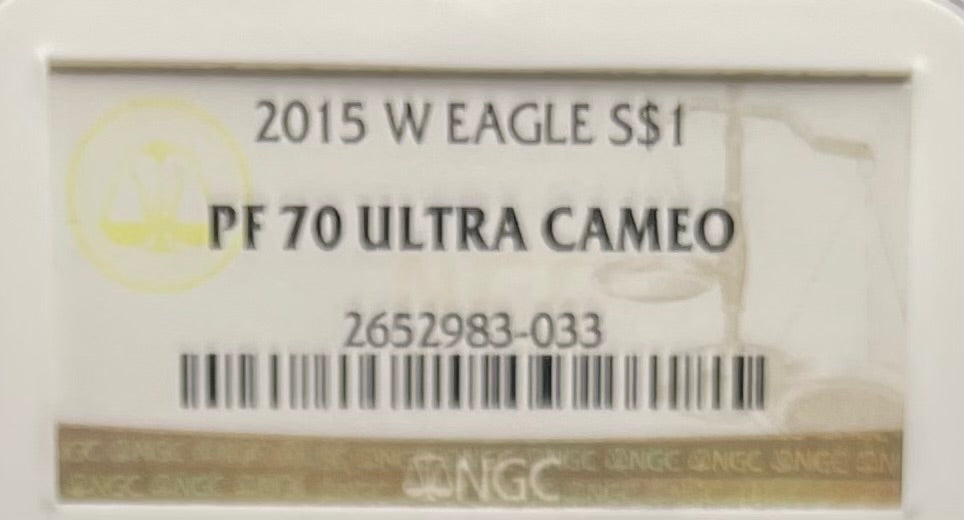 2015 W EAGLE S$1
PF 70 ULTRA CAMEO
2652983-033
NGC